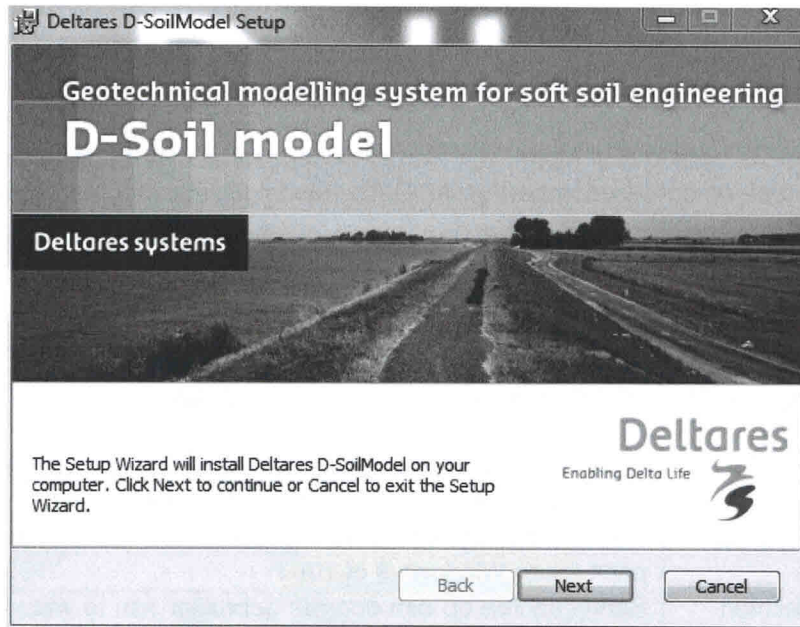 Deltares D-SoilModel Setup
Geotechnical modelling system for soft soil engineering
D-Soil model
Deltares systems
Deltares
Enabling Delta Life
The Setup Wizard will install Deltares D-SoilModel on your
computer. Click Next to continue or Cancel to exit the Setup
Wizard.
Back
Next
Cancel